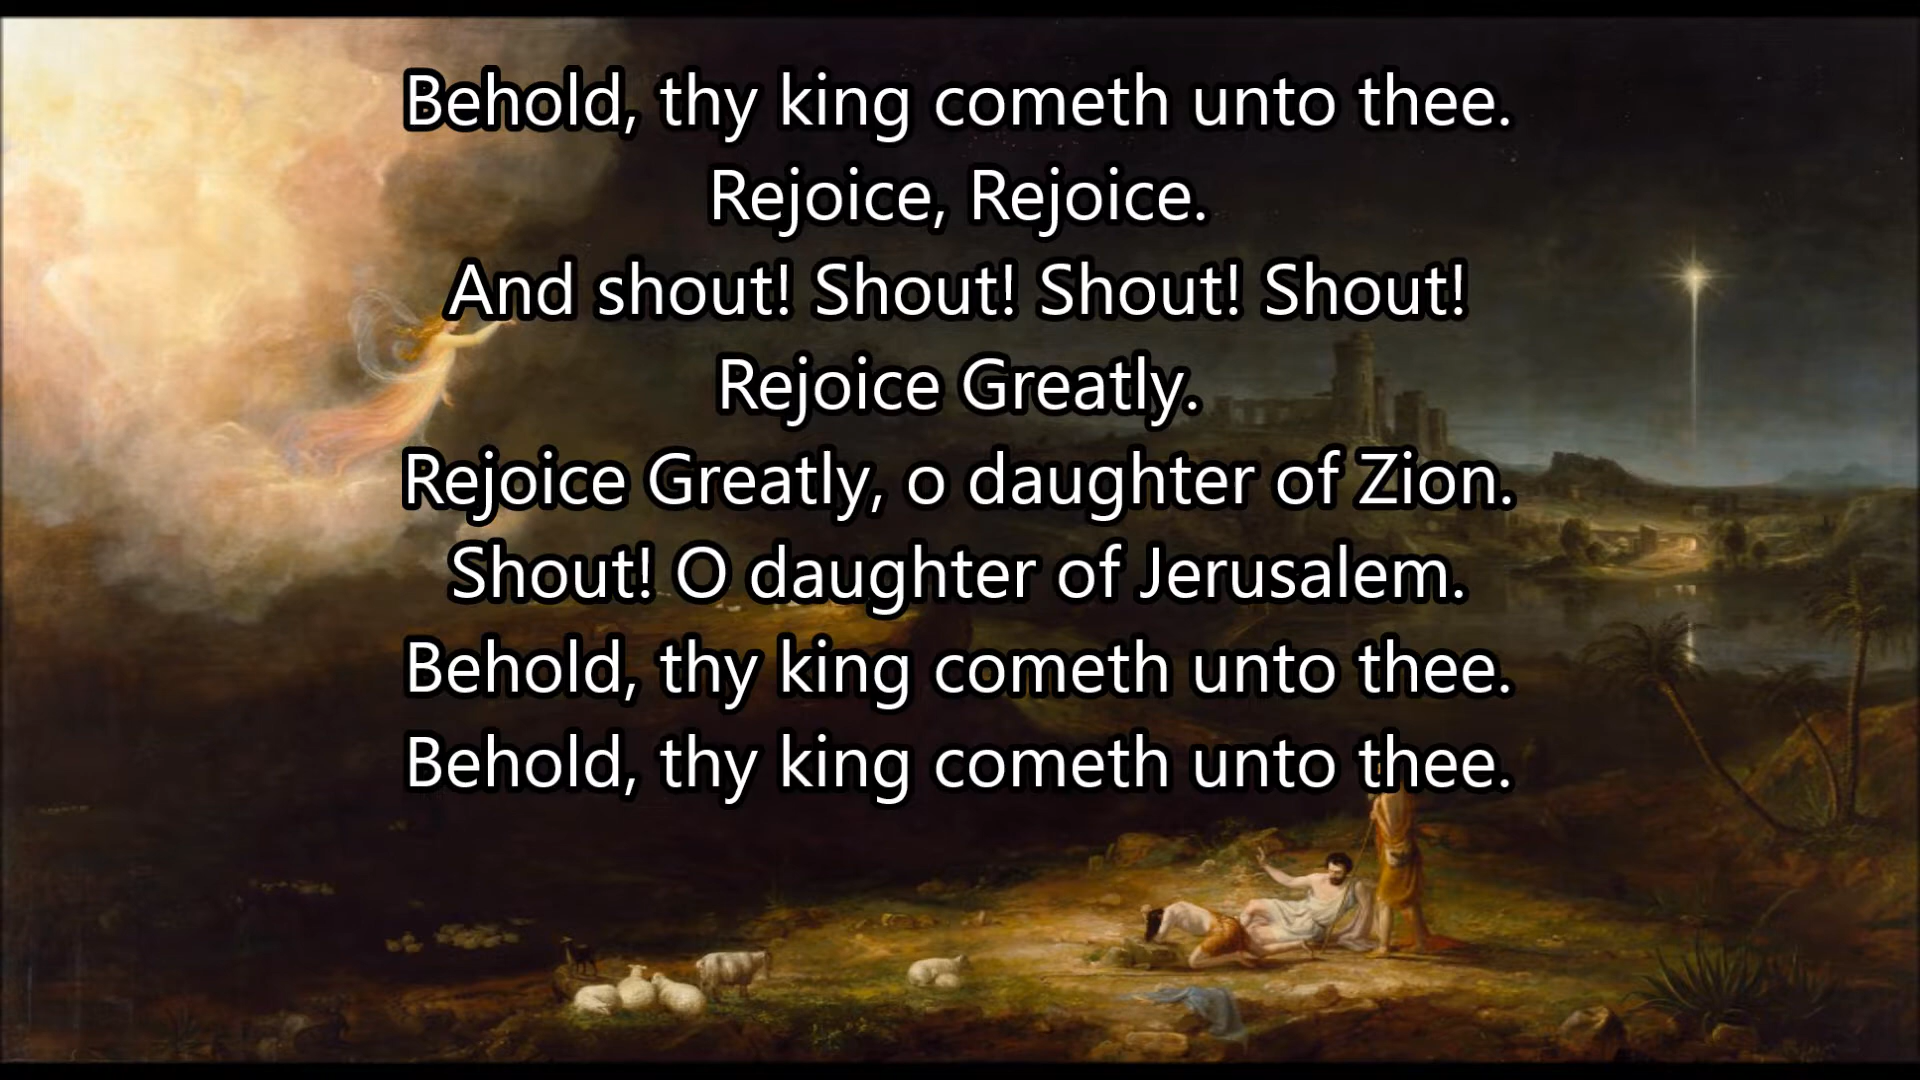 Behold, thy king cometh unto thee.
Rejoice, Rejoice.
And shout! Shout! Shout! Shout!
Rejoice Greatly.
Rejoice Greatly, o daughter of Zion.
Shout! O daughter of Jerusalem.
Behold, thy king cometh unto thee.
Behold, thy king cometh unto thee.